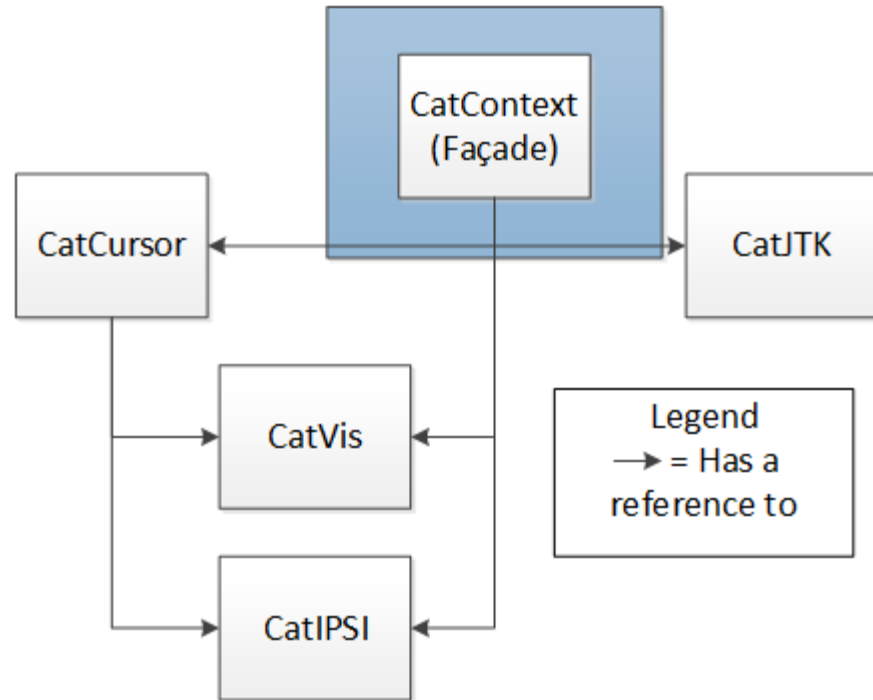 CatContext
(Façade)
CatCursor
CatJTK
CatVis
Legend
→ = Has a
reference to
CatIPSI